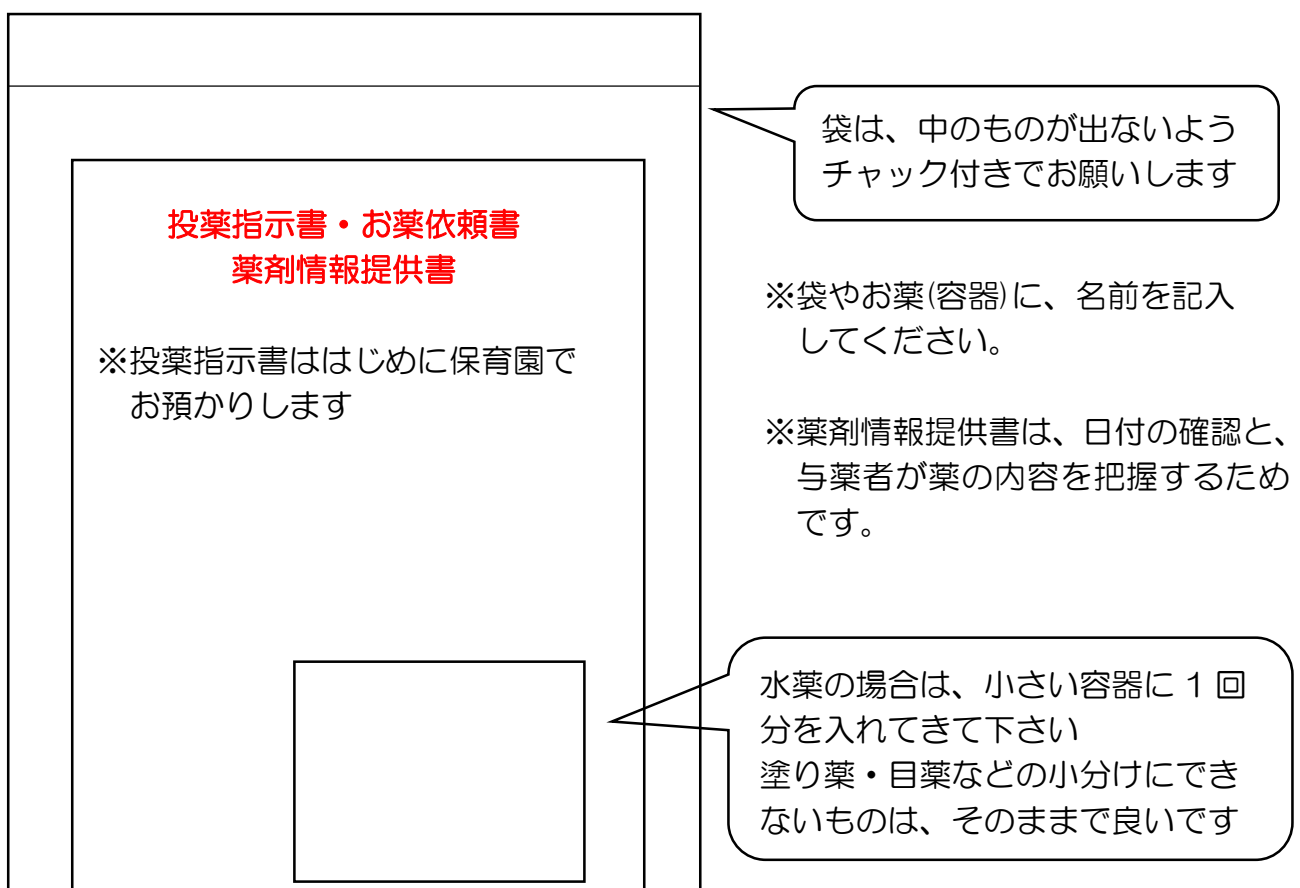 袋は、中のものが出ないよう
チャック付きでお願いします
投薬指示書・お薬依頼書
薬剤情報提供書
※投薬指示書ははじめに保育園で
お預かりします
※袋やお薬(容器)に、名前を記入
してください。
※薬剤情報提供書は、日付の確認と、
与薬者が薬の内容を把握するため
です。
水薬の場合は、小さい容器に 1 回
分を入れてきて下さい
塗り薬・目薬などの小分けにでき
ないものは、そのままで良いです